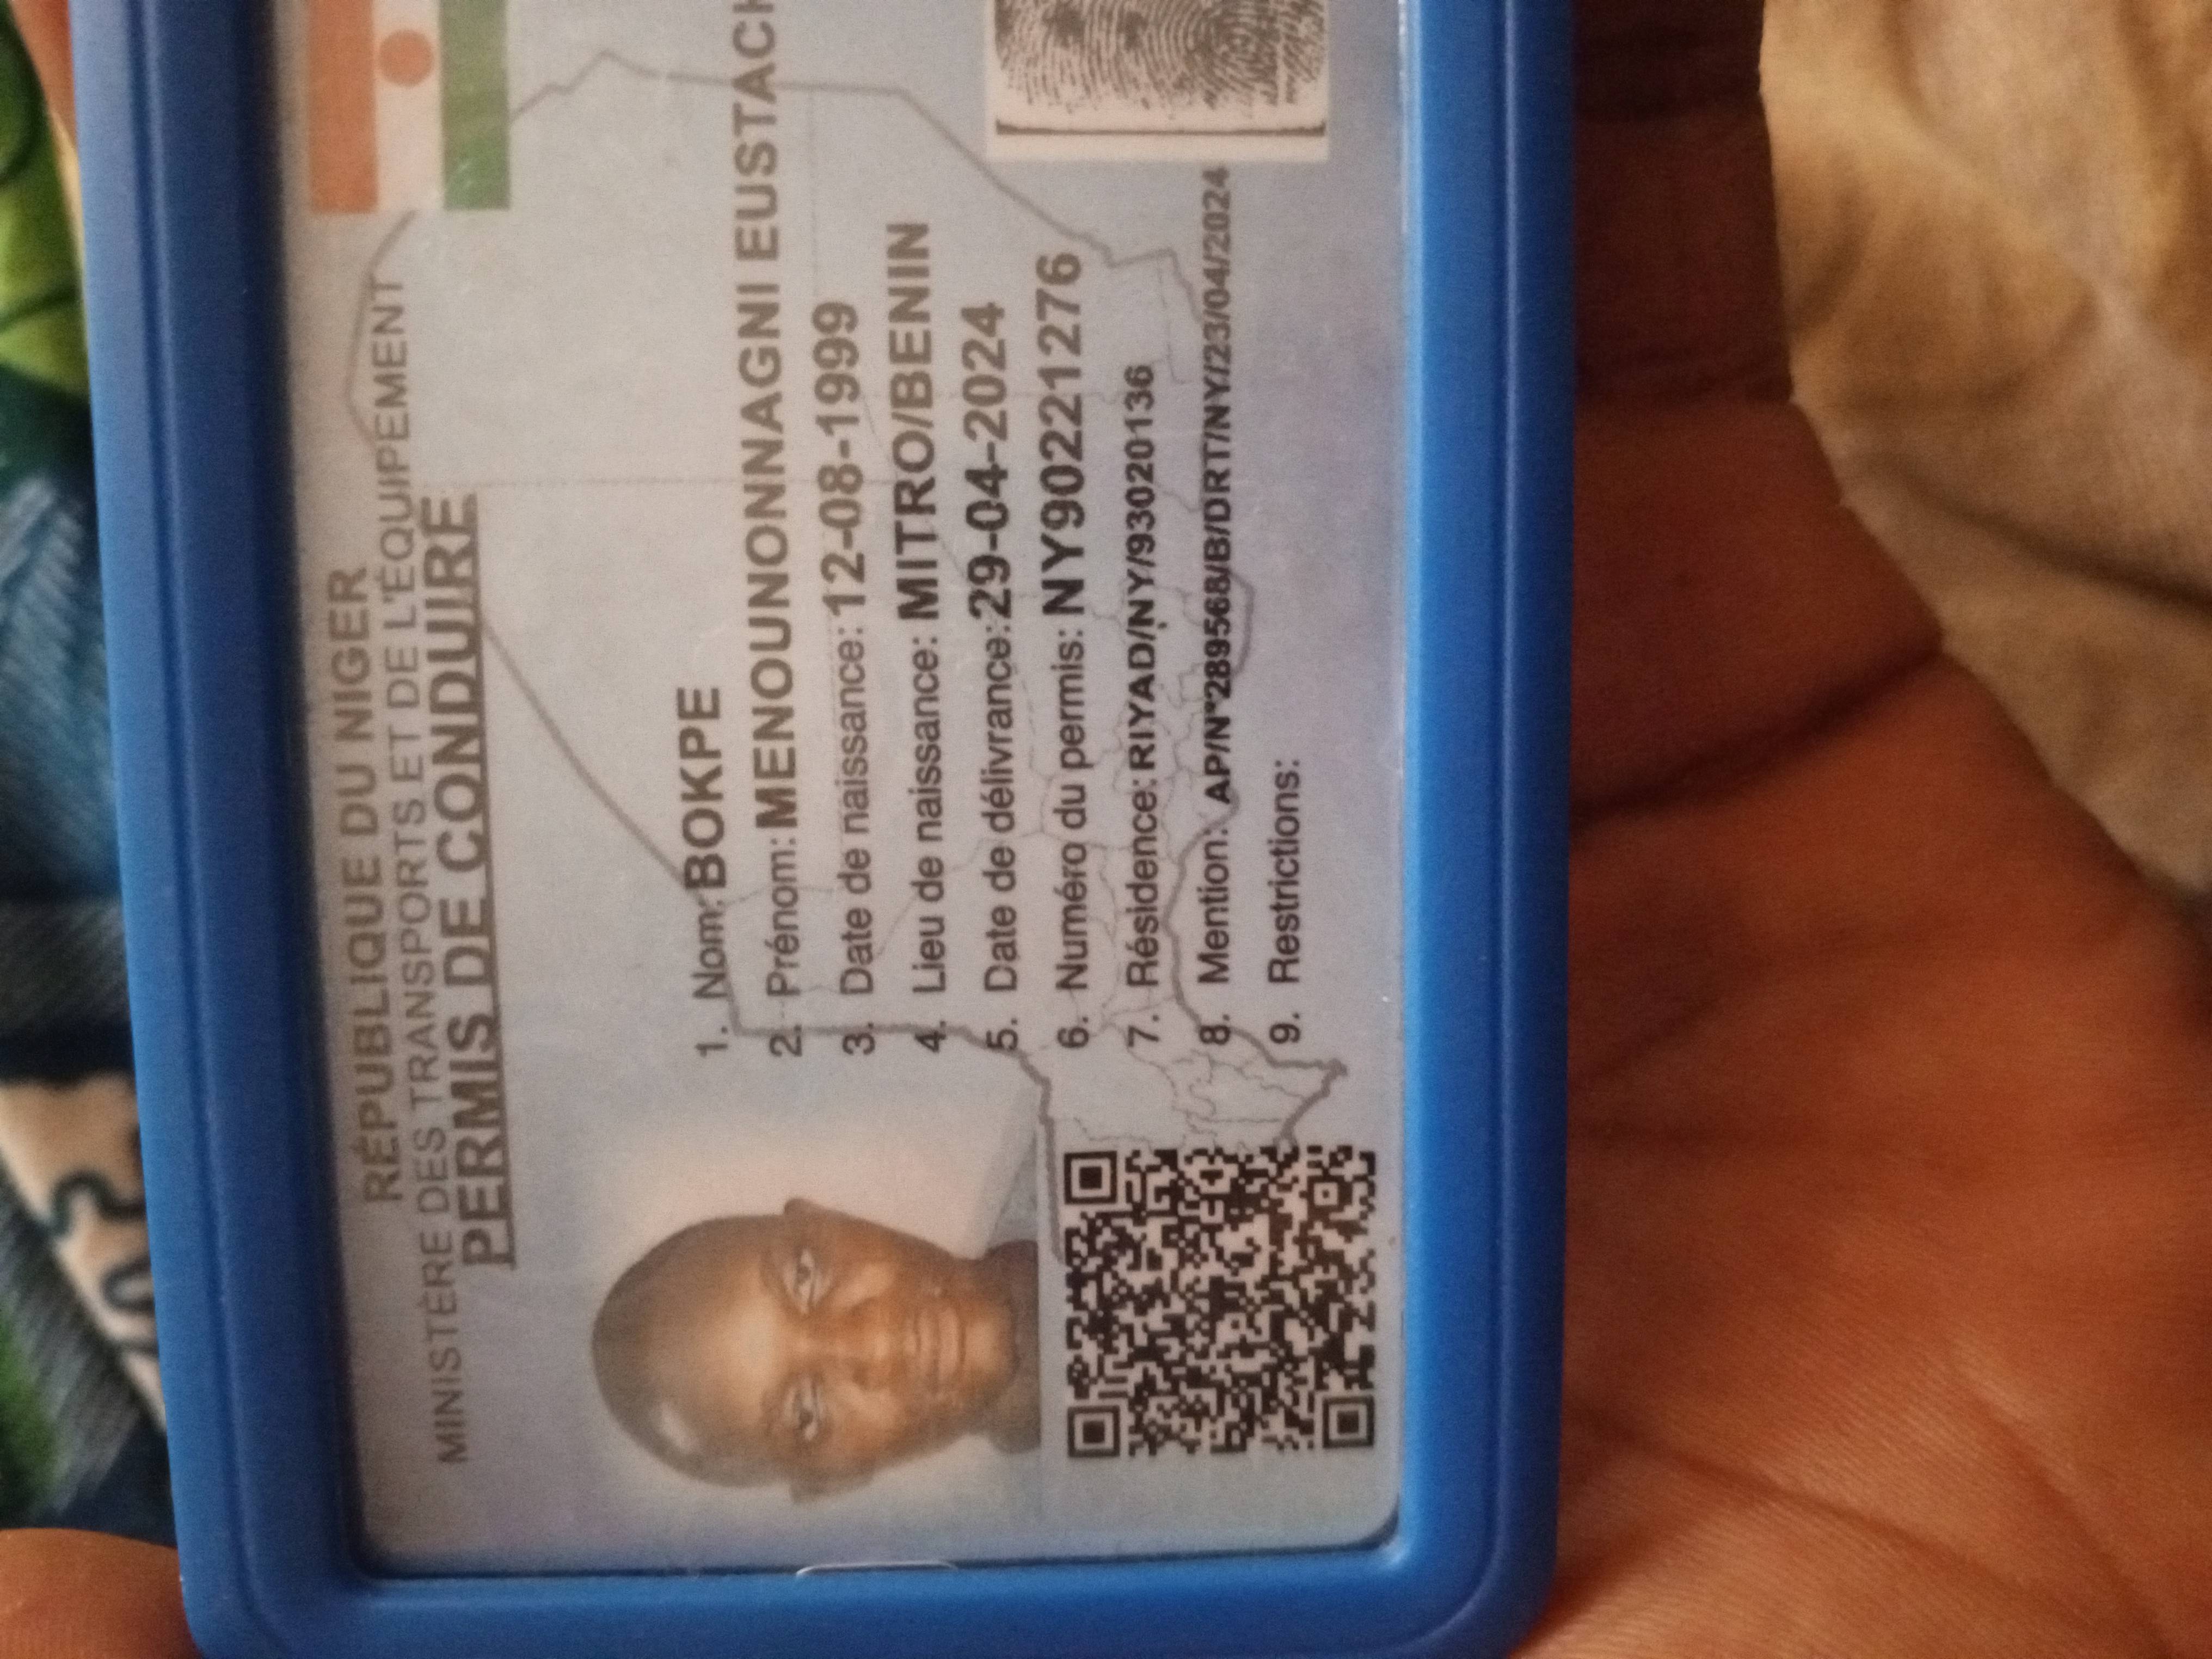 RÉPUBLIQUE DU NIGER
MINISTÈRE DES TRANSPORTS ET DE L'ÉQUIPEMENT
PERMIS DE CONDUIRE
1. Nom: BOKPE
2. Prénom: MENOUNONNAGNI EUSTACH
3. Date de naissance: 12-08-1999
4. Lieu de naissance: MITRO/BENIN
5. Date de délivrance: 29-04-2024
6. Numéro du permis: NY90221276
7. Résidence: RIYAD/NY/93020136
8. Mention: AP/N°289568/B/DRT/NY/23/04/2024
9. Restrictions: